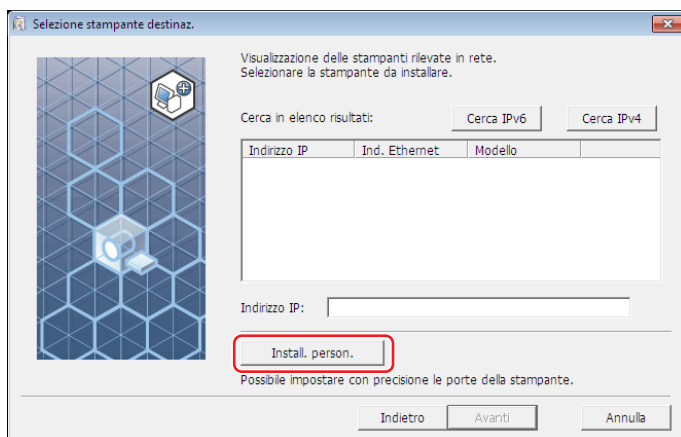 Selezione stampante destinaz.
Visualizzazione delle stampanti rilevate in rete.
Selezionare la stampante da installare.
Cerca in elenco risultati:
Cerca IPv6
Cerca IPv4
Indirizzo IP
Ind. Ethernet
Modello
Indirizzo IP:
Install. person.
Possibile impostare con precisione le porte della stampante.
Indietro
Avanti
Annulla